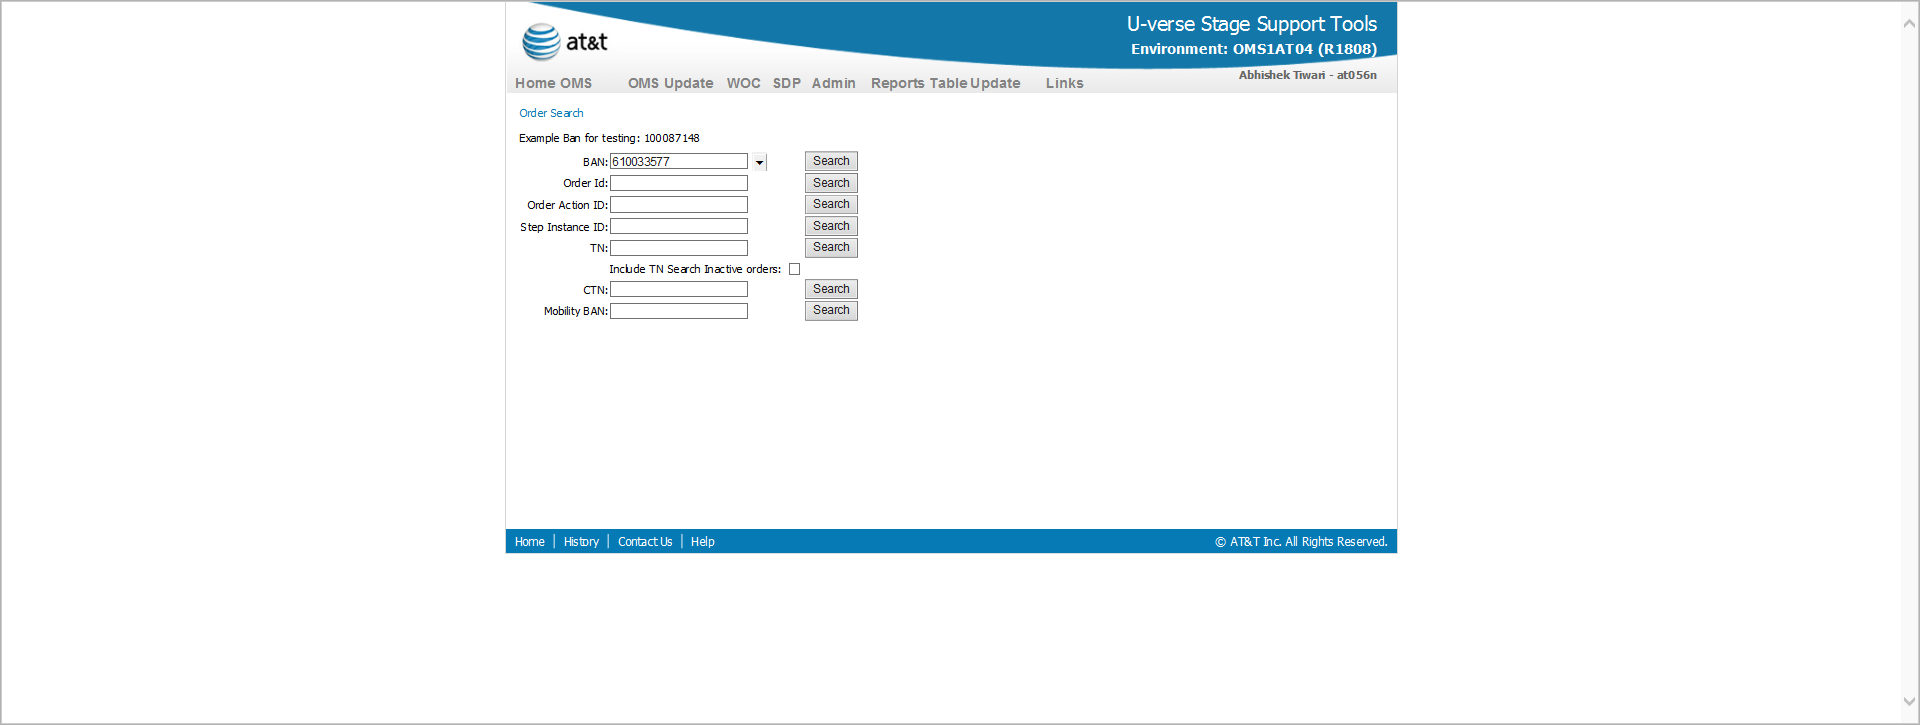 at&t
U-verse Stage Support Tools
Environment: OMS1AT04 (R1808)
Abhishek Tiwari - at056n
Home OMS OMS Update WOC SDP Admin Reports Table Update Links
Order Search
Example Ban for testing: 100087148
BAN: 610033577 Search
Order Id: Search
Order Action ID: Search
Step Instance ID: Search
TN: Search
Include TN Search Inactive orders:
CTN: Search
Mobility BAN: Search
Home | History | Contact Us | Help © AT&T Inc. All Rights Reserved.